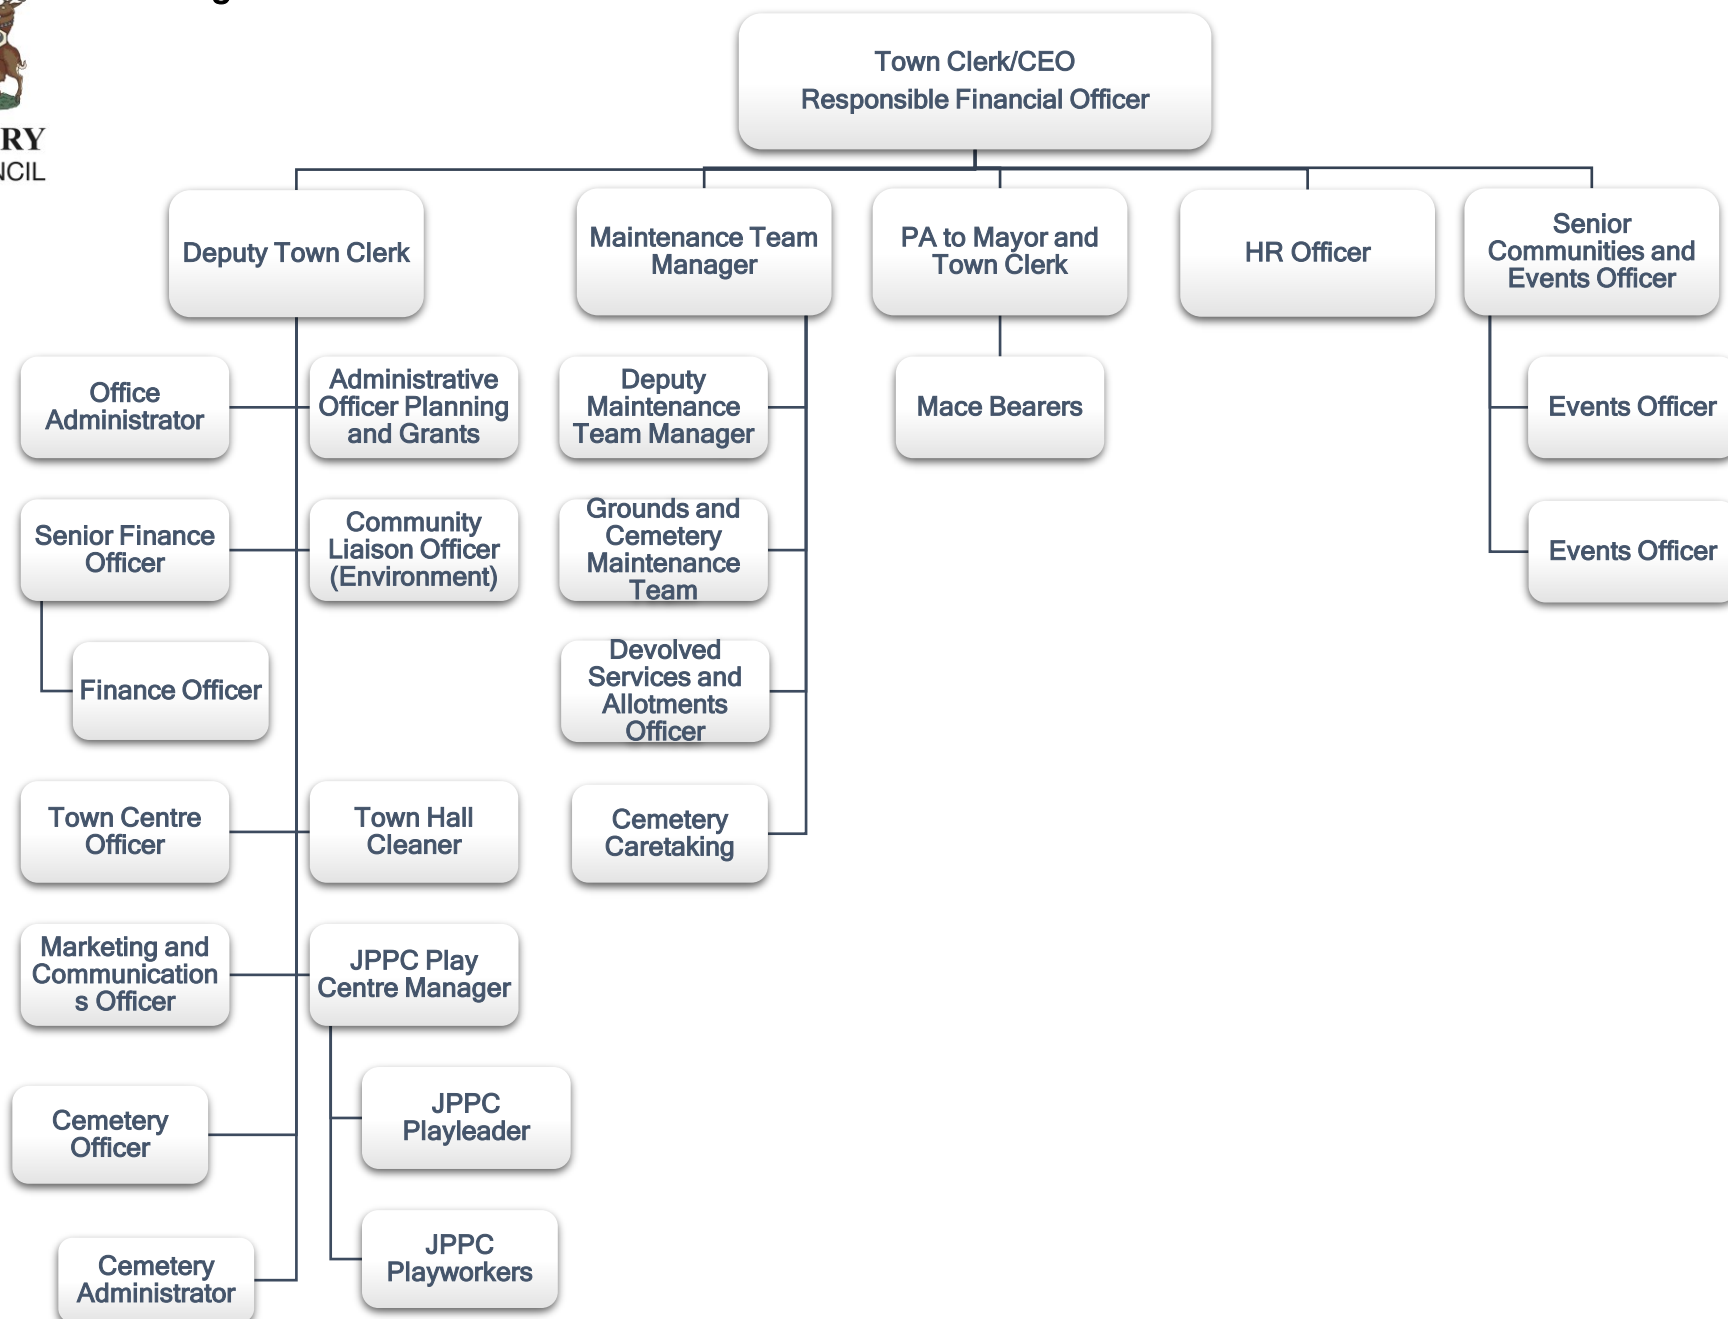 RY
Town Clerk/CEO
Responsible Financial Officer
Deputy Town Clerk
Maintenance Team
Manager
PA to Mayor and
Town Clerk
HR Officer
Senior
Communities and
Events Officer
Office
Administrator
Administrative
Officer Planning
and Grants
Deputy
Maintenance
Team Manager
Mace Bearers
Events Officer
Senior Finance
Officer
Community
Liaison Officer
(Environment)
Grounds and
Cemetery
Maintenance
Team
Events Officer
Finance Officer
Devolved
Services and
Allotments
Officer
Town Centre
Officer
Town Hall
Cleaner
Cemetery
Caretaking
Marketing and
Communication
s Officer
JPPC Play
Centre Manager
Cemetery
Officer
JPPC
Playleader
Cemetery
Administrator
JPPC
Playworkers